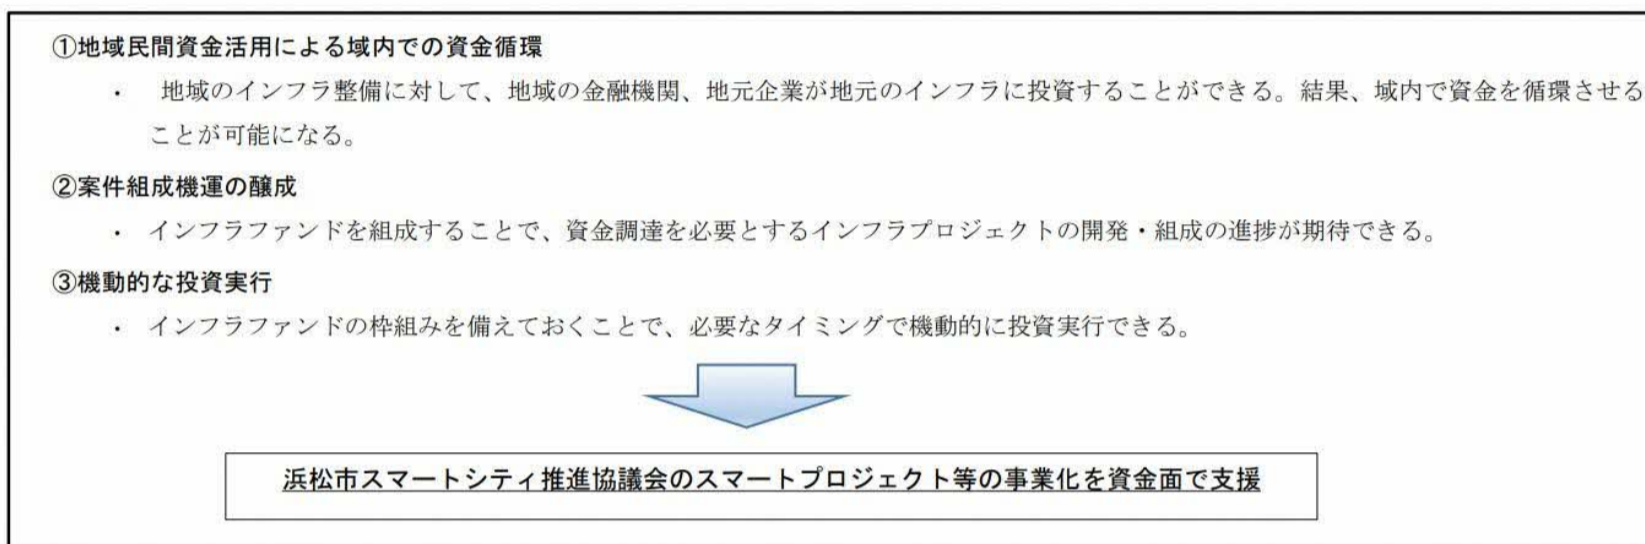 ①地域民間資金活用による域内での資金循環
・ 地域のインフラ整備に対して、地域の金融機関、地元企業が地元のインフラに投資することができる。結果、域内で資金を循環させる
ことが可能になる。
②案件組成機運の醸成
・ インフラファンドを組成することで、資金調達を必要とするインフラプロジェクトの開発・組成の進捗が期待できる。
③機動的な投資実行
・ インフラファンドの枠組みを備えておくことで、必要なタイミングで機動的に投資実行できる。
浜松市スマートシティ推進協議会のスマートプロジェクト等の事業化を資金面で支援